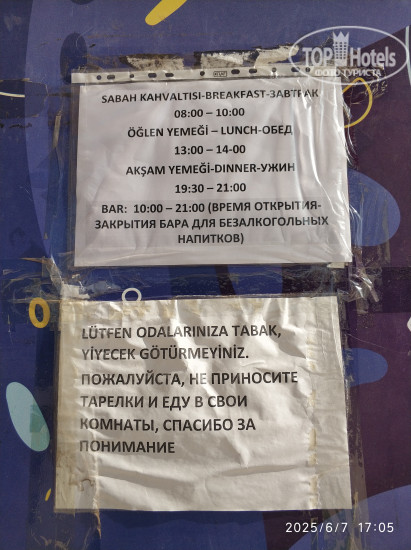 TOPHotels
ФОТО ТУРИСТА
SABAH KAHVALTISI-BREAKFAST-ЗАВТРАК
08:00 – 10:00
ÖĞLEN YEMEĞİ – LUNCH-ОБЕД
13:00 – 14-00
AKŞAM YEMEĞİ-DINNER-УЖИН
19:30 – 21:00
BAR: 10:00 – 21:00 (ВРЕМЯ ОТКРЫТИЯ-
ЗАКРЫТИЯ БАРА ДЛЯ БЕЗАЛКОГОЛЬНЫХ
НАПИТКОВ)
LÜTFEN ODALARINIZA TABAK,
YİYECEK GÖTÜRMEYİNİZ.
ПОЖАЛУЙСТА, НЕ ПРИНОСИТЕ
ТАРЕЛКИ И ЕДУ В СВОИ
КОМНАТЫ, СПАСИБО ЗА
ПОНИМАНИЕ
2025/6/7 17:05